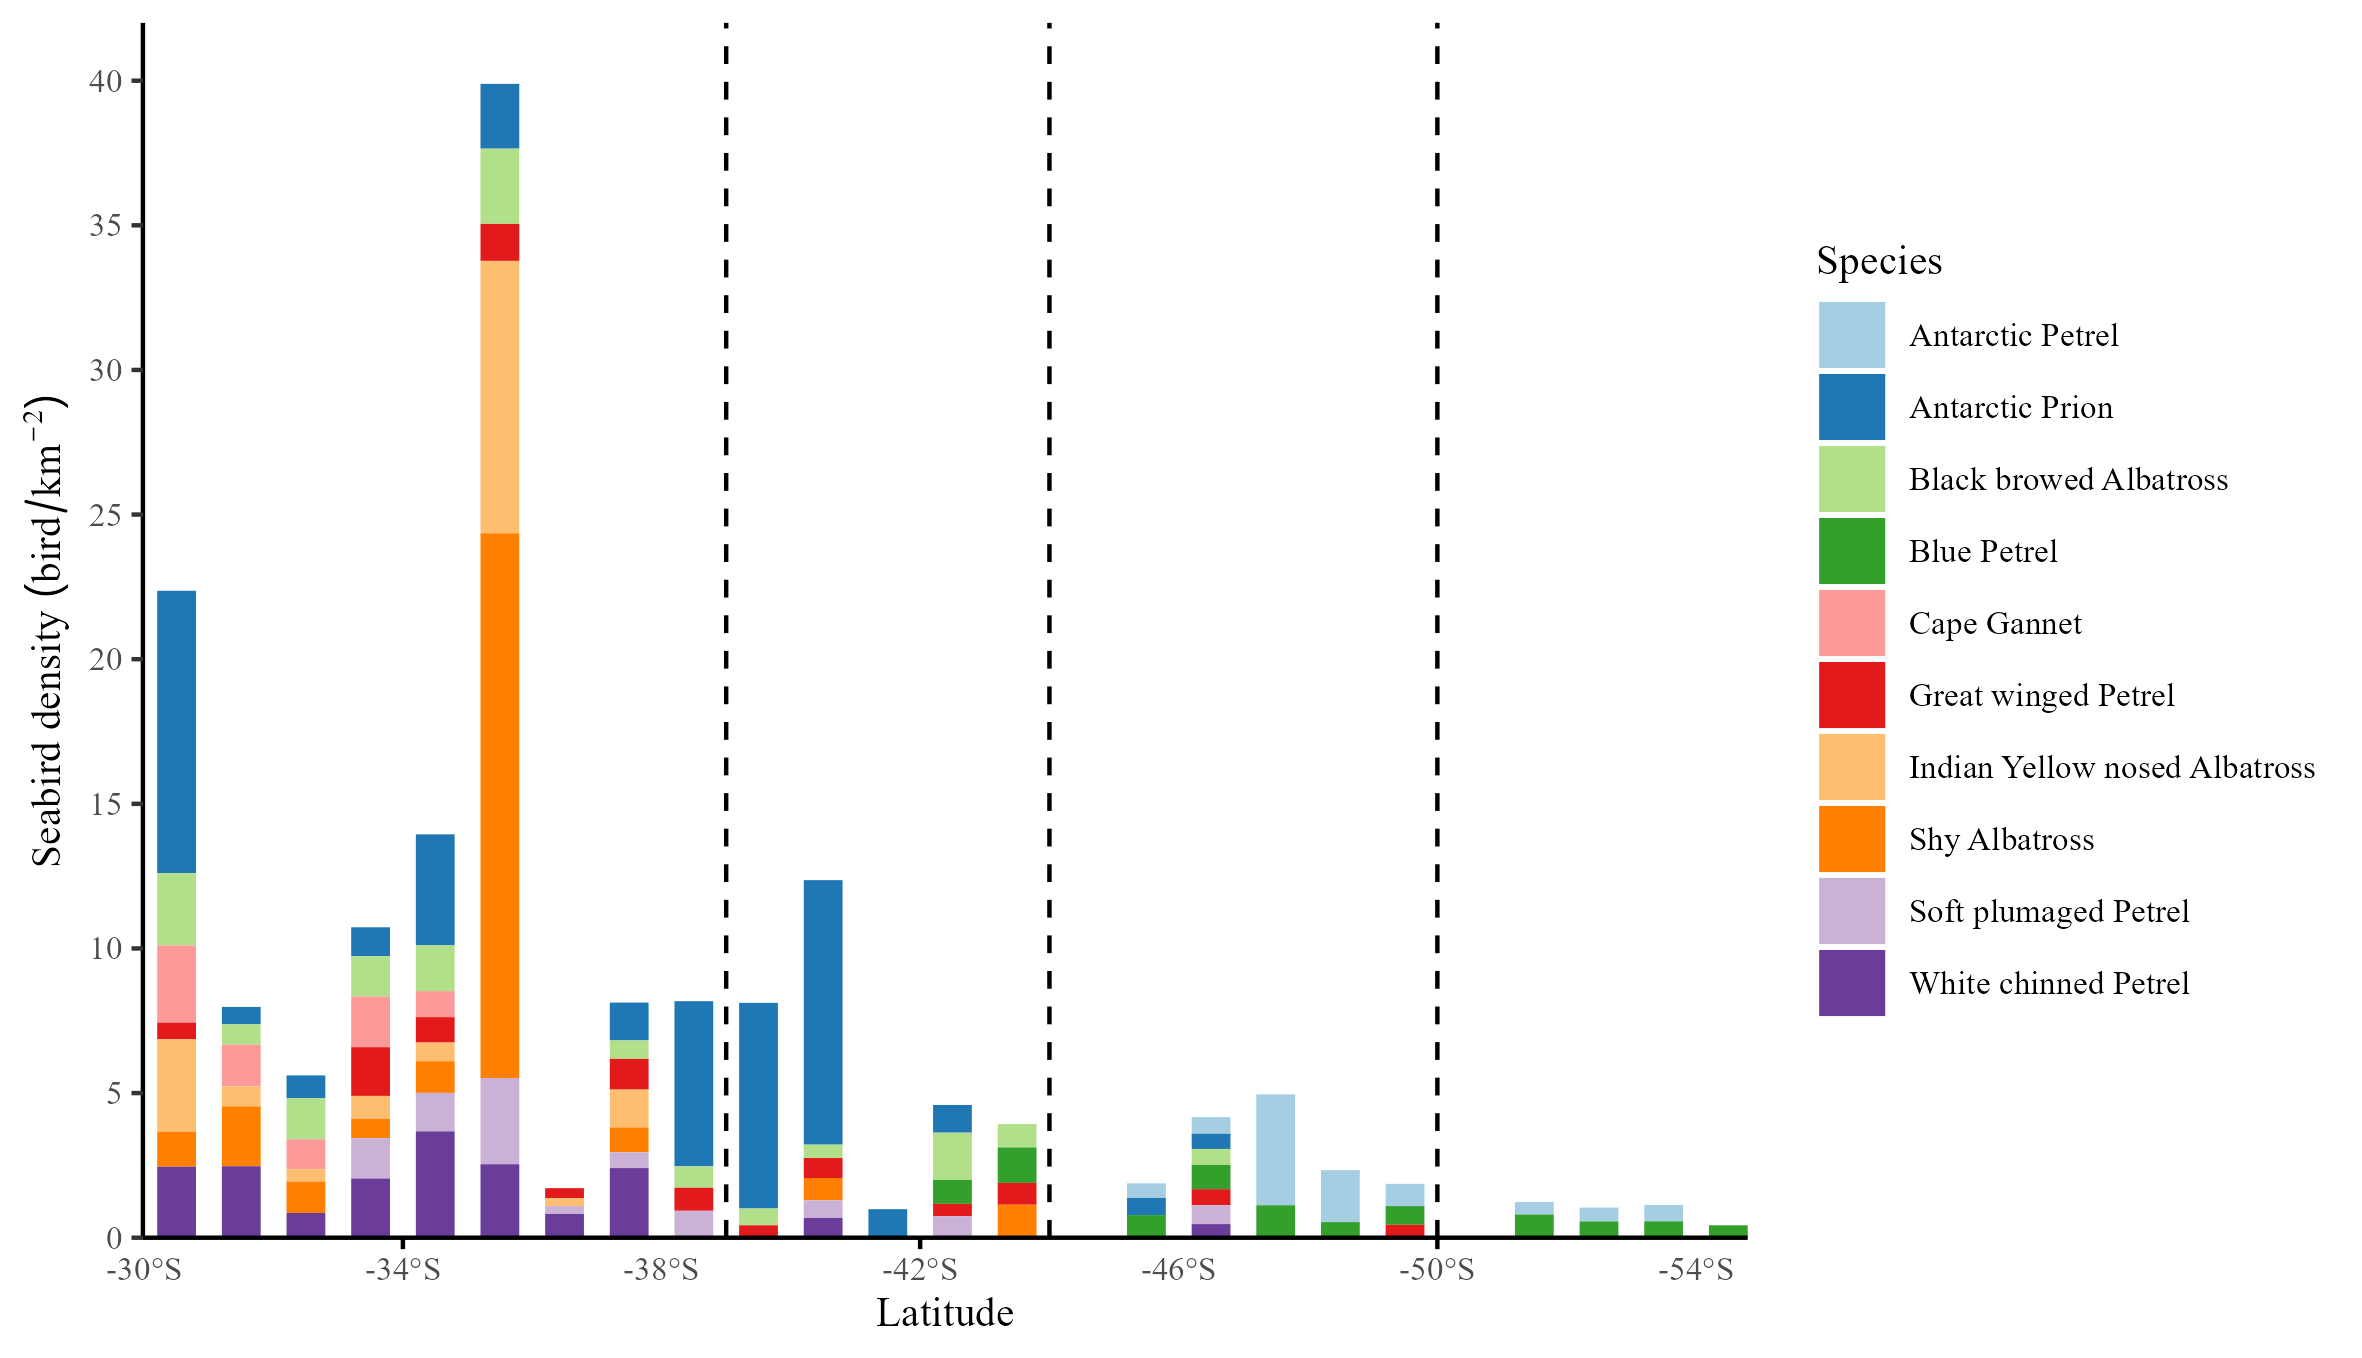 40
35
30
25
20
15
10
5
0
Seabird density (bird/km⁻²)
-30°S
-34°S
-38°S
-42°S
-46°S
-50°S
-54°S
Latitude
Species
Antarctic Petrel
Antarctic Prion
Black browed Albatross
Blue Petrel
Cape Gannet
Great winged Petrel
Indian Yellow nosed Albatross
Shy Albatross
Soft plumaged Petrel
White chinned Petrel